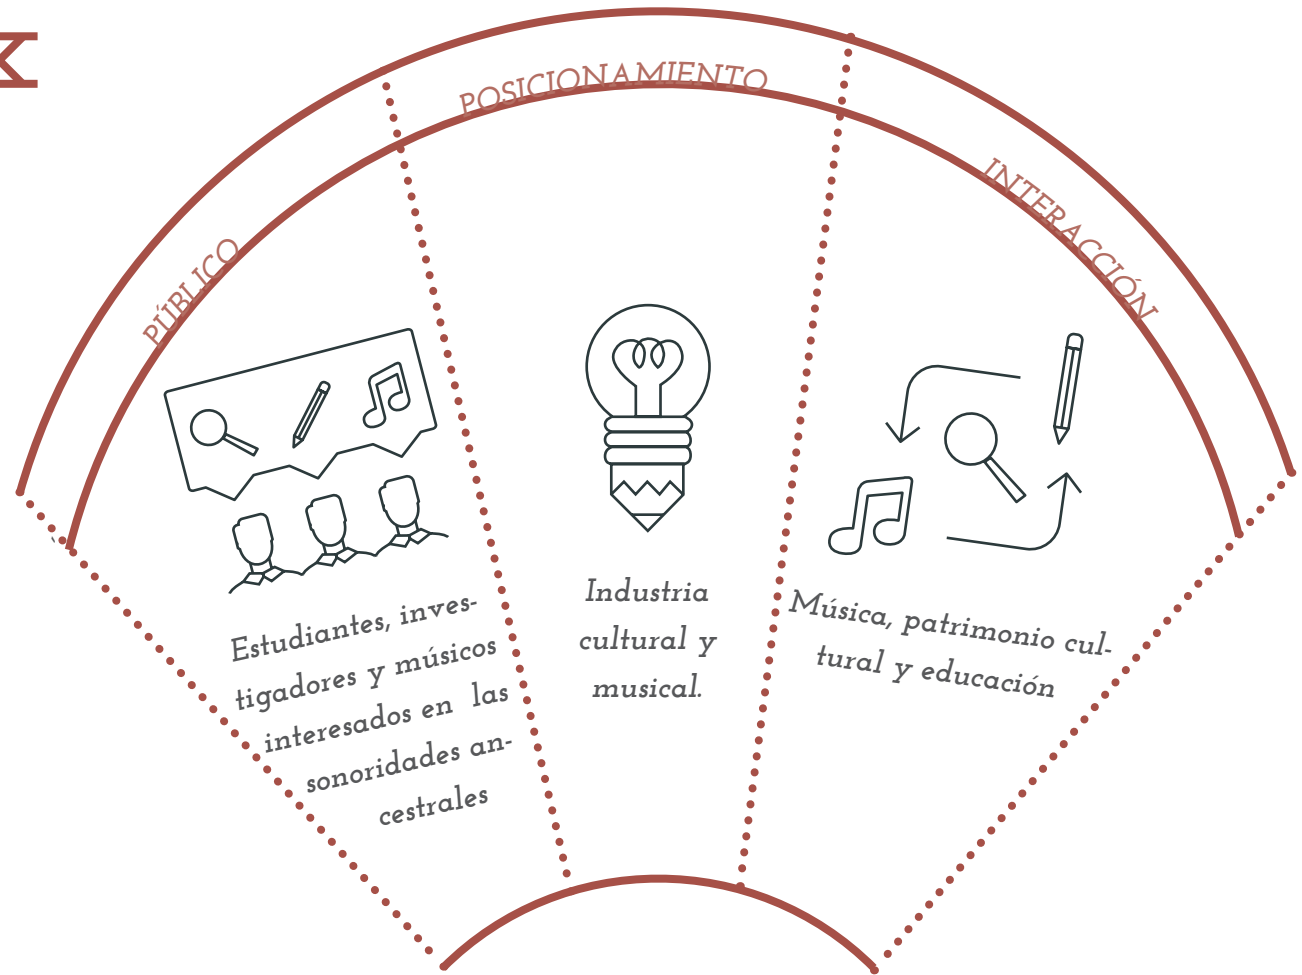 PÚBLICO
POSICIONAMIENTO
INTERACCIÓN
Estudiantes, inves-
tigadores y músicos
interesados en las
sonoridades an-
cestrales
Industria
cultural y
musical.
Música, patrimonio cul-
tural y educación